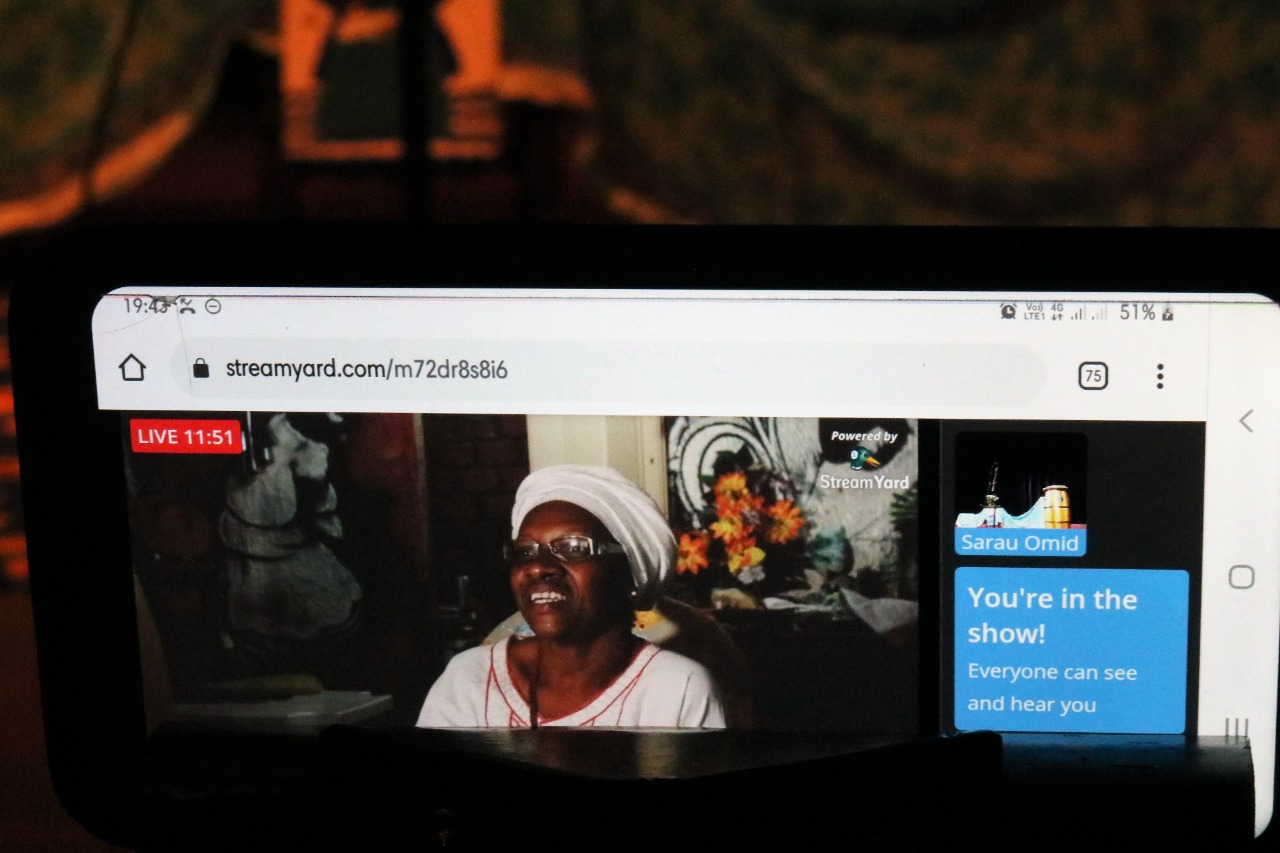 19:43
Vo))
LTE1
4G
51%
streamyard.com/m72dr8s8i6
75
LIVE 11:51
Powered by
StreamYard
Sarau Omid
You're in the
show!
Everyone can see
and hear you